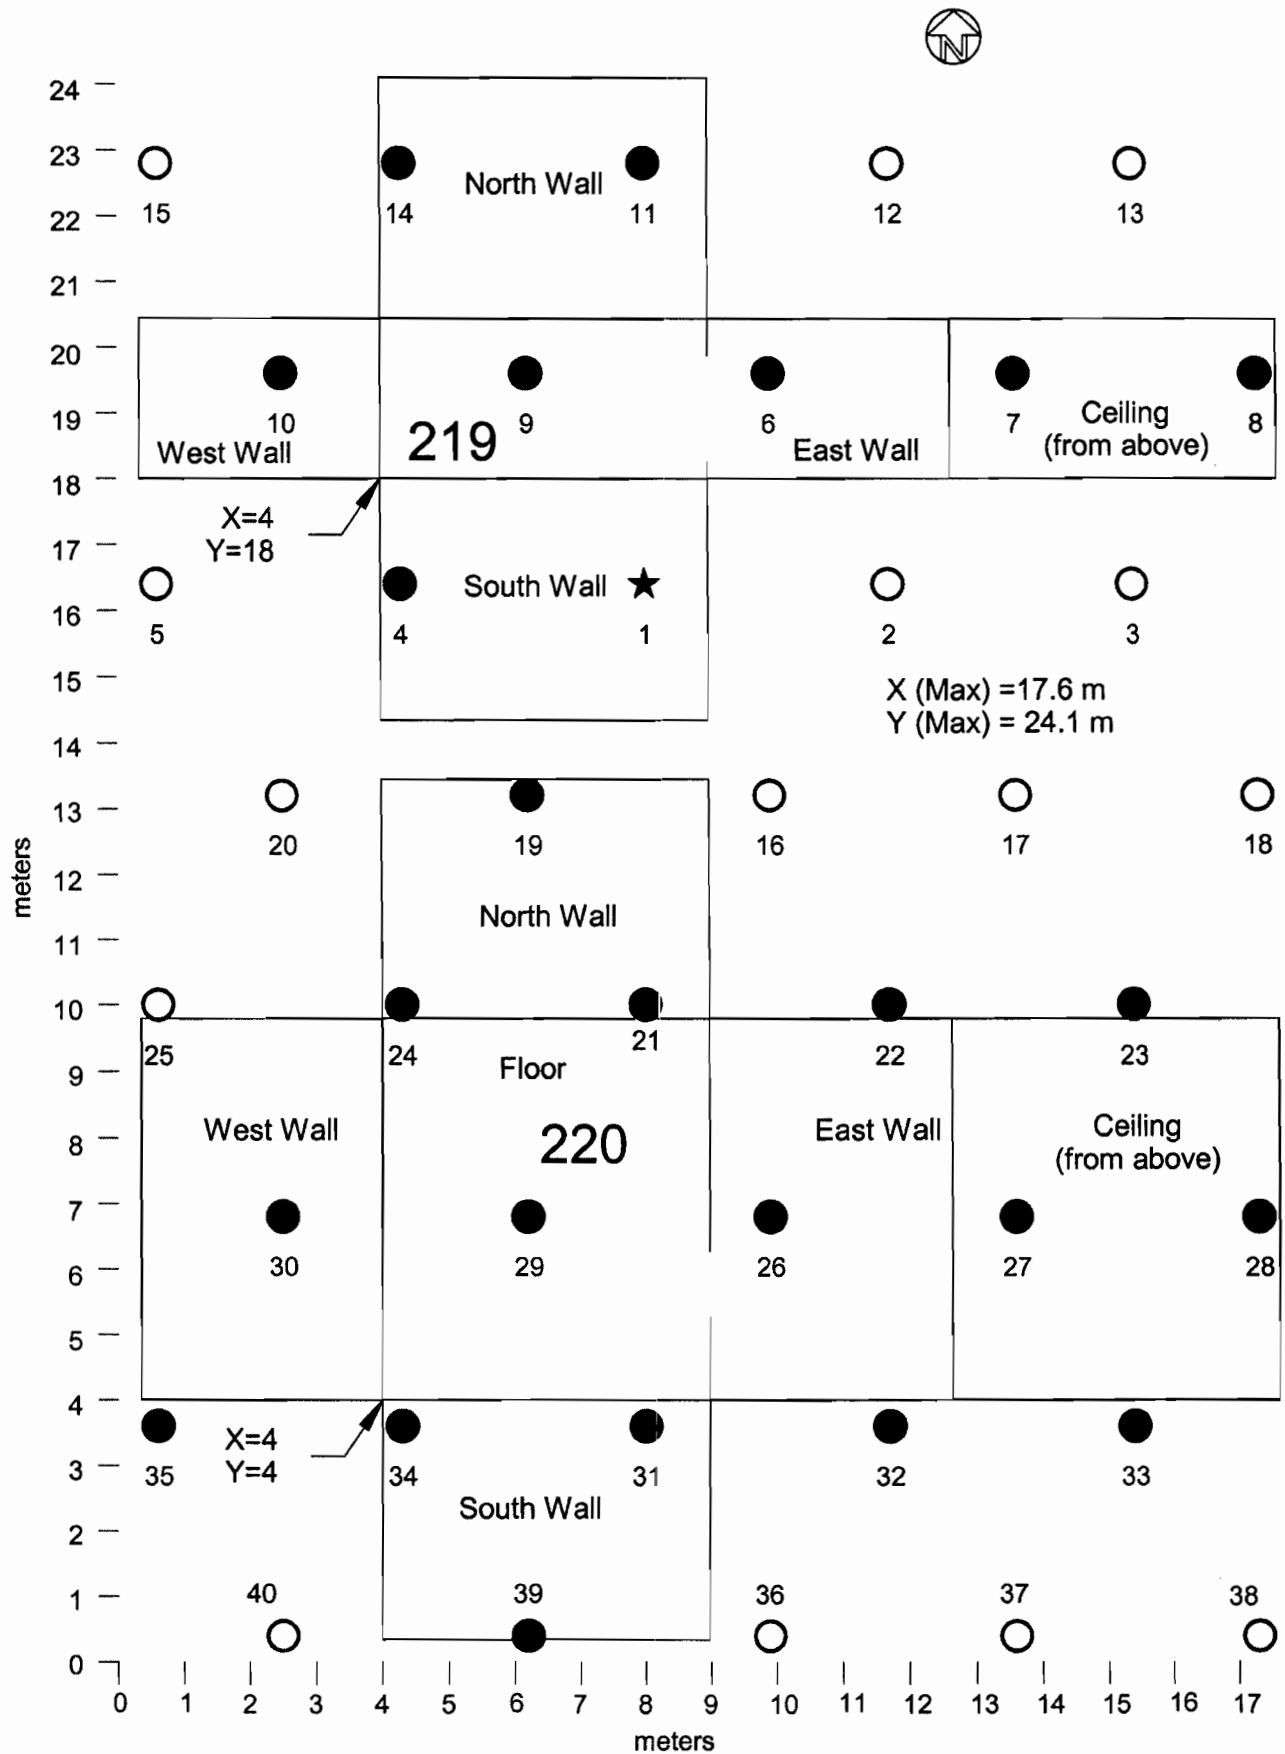 N
24
23
North Wall
22
15
14
11
12
13
21
20
19
10
9
6
7
Ceiling
8
219
(from above)
West Wall
East Wall
18
X=4
Y=18
17
South Wall
16
5
4
1
2
3
15
X (Max) =17.6 m
Y (Max) = 24.1 m
14
13
20
19
16
17
18
12
meters
North Wall
11
10
25
24
21
22
23
9
Floor
8
West Wall
220
East Wall
Ceiling
(from above)
7
6
30
29
26
27
28
5
4
X=4
Y=4
3
35
34
31
32
33
South Wall
2
1
40
39
36
37
38
0
0 1 2 3 4 5 6 7 8 9 10 11 12 13 14 15 16 17
meters